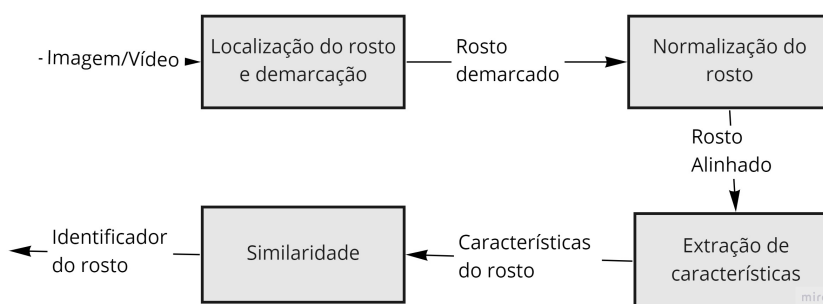 - Imagem/Vídeo
Localização do rosto
e demarcação
Rosto
demarcado
Normalização do
rosto
Rosto
Alinhado
Extração de
características
Características
do rosto
Similaridade
Identificador
do rosto